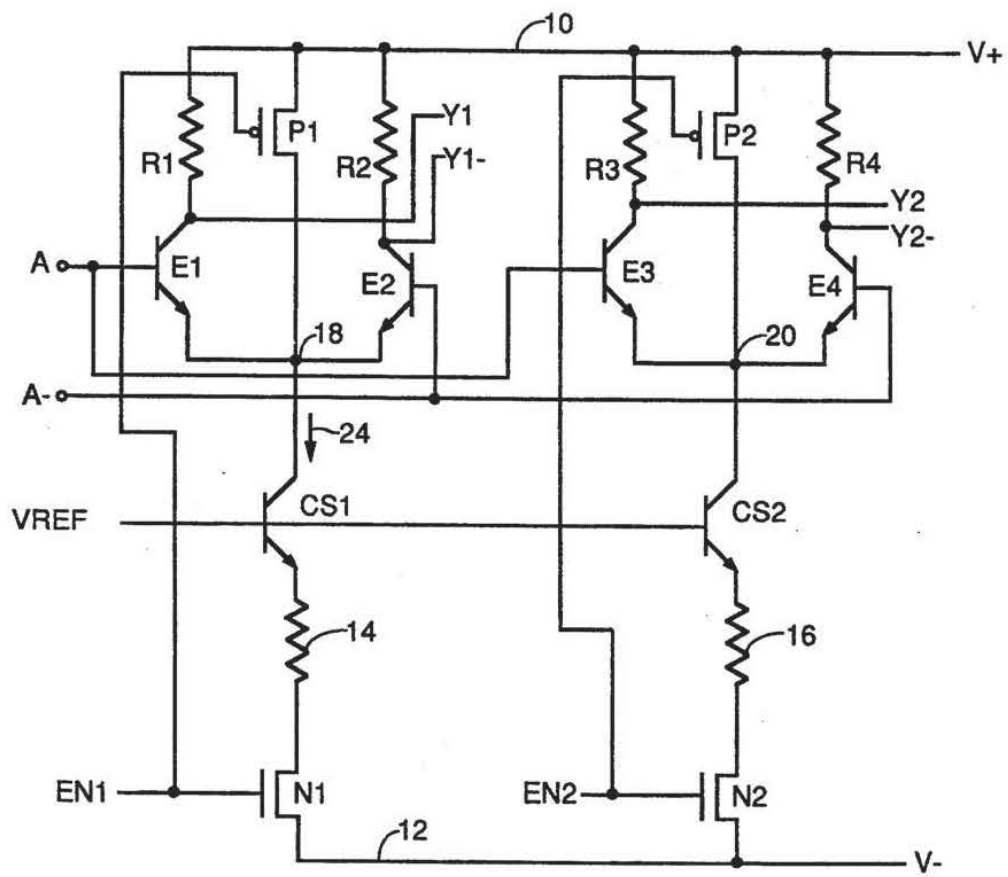 10
V+
P1
Y1
P2
R1
R2
Y1-
R3
R4
Y2
Y2-
A
E1
E2
E3
E4
18
20
A-
24
VREF
CS1
CS2
14
16
EN1
N1
EN2
N2
12
V-